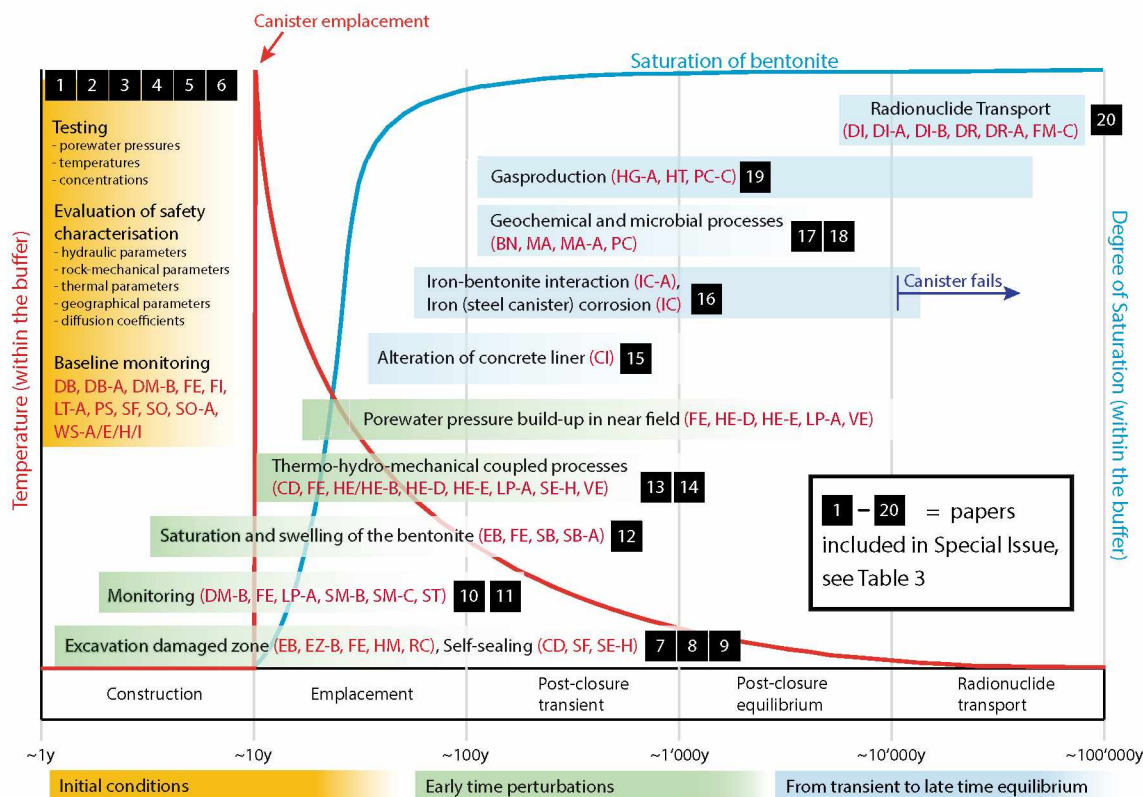 Canister emplacement
Saturation of bentonite
Temperature (within the buffer)
Degree of Saturation (within the buffer)
1 2 3 4 5 6
Testing
- porewater pressures
- temperatures
- concentrations
Evaluation of safety
characterisation
- hydraulic parameters
- rock-mechanical parameters
- thermal parameters
- geographical parameters
- diffusion coefficients
Baseline monitoring
DB, DB-A, DM-B, FE, FI,
LT-A, PS, SF, SO, SO-A,
WS-A/E/H/I
Radionuclide Transport
(DI, DI-A, DI-B, DR, DR-A, FM-C)
20
Gasproduction (HG-A, HT, PC-C) 19
Geochemical and microbial processes
(BN, MA, MA-A, PC)
17 18
Iron-bentonite interaction (IC-A),
Iron (steel canister) corrosion (IC)
16
Canister fails
Alteration of concrete liner (CI) 15
Porewater pressure build-up in near field (FE, HE-D, HE-E, LP-A, VE)
Thermo-hydro-mechanical coupled processes
(CD, FE, HE/HE-B, HE-D, HE-E, LP-A, SE-H, VE)
13 14
Saturation and swelling of the bentonite (EB, FE, SB, SB-A) 12
Monitoring (DM-B, FE, LP-A, SM-B, SM-C, ST) 10 11
Excavation damaged zone (EB, EZ-B, FE, HM, RC), Self-sealing (CD, SF, SE-H) 7 8 9
1 – 20 = papers
included in Special Issue,
see Table 3
Construction
Emplacement
Post-closure
transient
Post-closure
equilibrium
Radionuclide
transport
~1y ~10y ~100y ~1'000y ~10'000y ~100'000y
Initial conditions
Early time perturbations
From transient to late time equilibrium